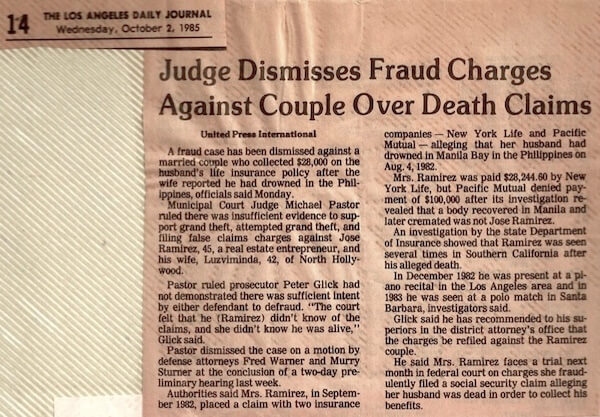 14
THE LOS ANGELES DAILY JOURNAL
Wednesday, October 2, 1985
Judge Dismisses Fraud Charges
Against Couple Over Death Claims
United Press International
A fraud case has been dismissed against a
married couple who collected $28,000 on the
husband's life insurance policy after the
wife reported he had drowned in the Phil-
ippines, officials said Monday.
Municipal Court Judge Michael Pastor
ruled there was insufficient evidence to sup-
port grand theft, attempted grand theft, and
filing false claims charges against Jose
Ramirez, 45, a real estate entrepreneur, and
his wife, Luzviminda, 42, of North Holly-
wood.
Pastor ruled prosecutor Peter Glick had
not demonstrated there was sufficient intent
by either defendant to defraud. "The court
felt that he (Ramirez) didn't know of the
claims, and she didn't know he was alive,"
Glick said.
Pastor dismissed the case on a motion by
defense attorneys Fred Warner and Murry
Sturner at the conclusion of a two-day pre-
liminary hearing last week.
Authorities said Mrs. Ramirez, in Septem-
ber 1982, placed a claim with two insurance
companies — New York Life and Pacific
Mutual — alleging that her husband had
drowned in Manila Bay in the Philippines on
Aug. 4, 1982.
Mrs. Ramirez was paid $28,244.60 by New
York Life, but Pacific Mutual denied pay-
ment of $100,000 after its investigation re-
vealed that a body recovered in Manila and
later cremated was not Jose Ramirez.
An investigation by the state Department
of Insurance showed that Ramirez was seen
several times in Southern California after
his alleged death.
In December 1982 he was present at a pi-
ano recital in the Los Angeles area and in
1983 he was seen at a polo match in Santa
Barbara, investigators said.
Glick said he has recommended to his su-
periors in the district attorney's office that
the charges be refiled against the Ramirez
couple.
He said Mrs. Ramirez faces a trial next
month in federal court on charges she fraud-
ulently filed a social security claim alleging
her husband was dead in order to collect his
benefits.